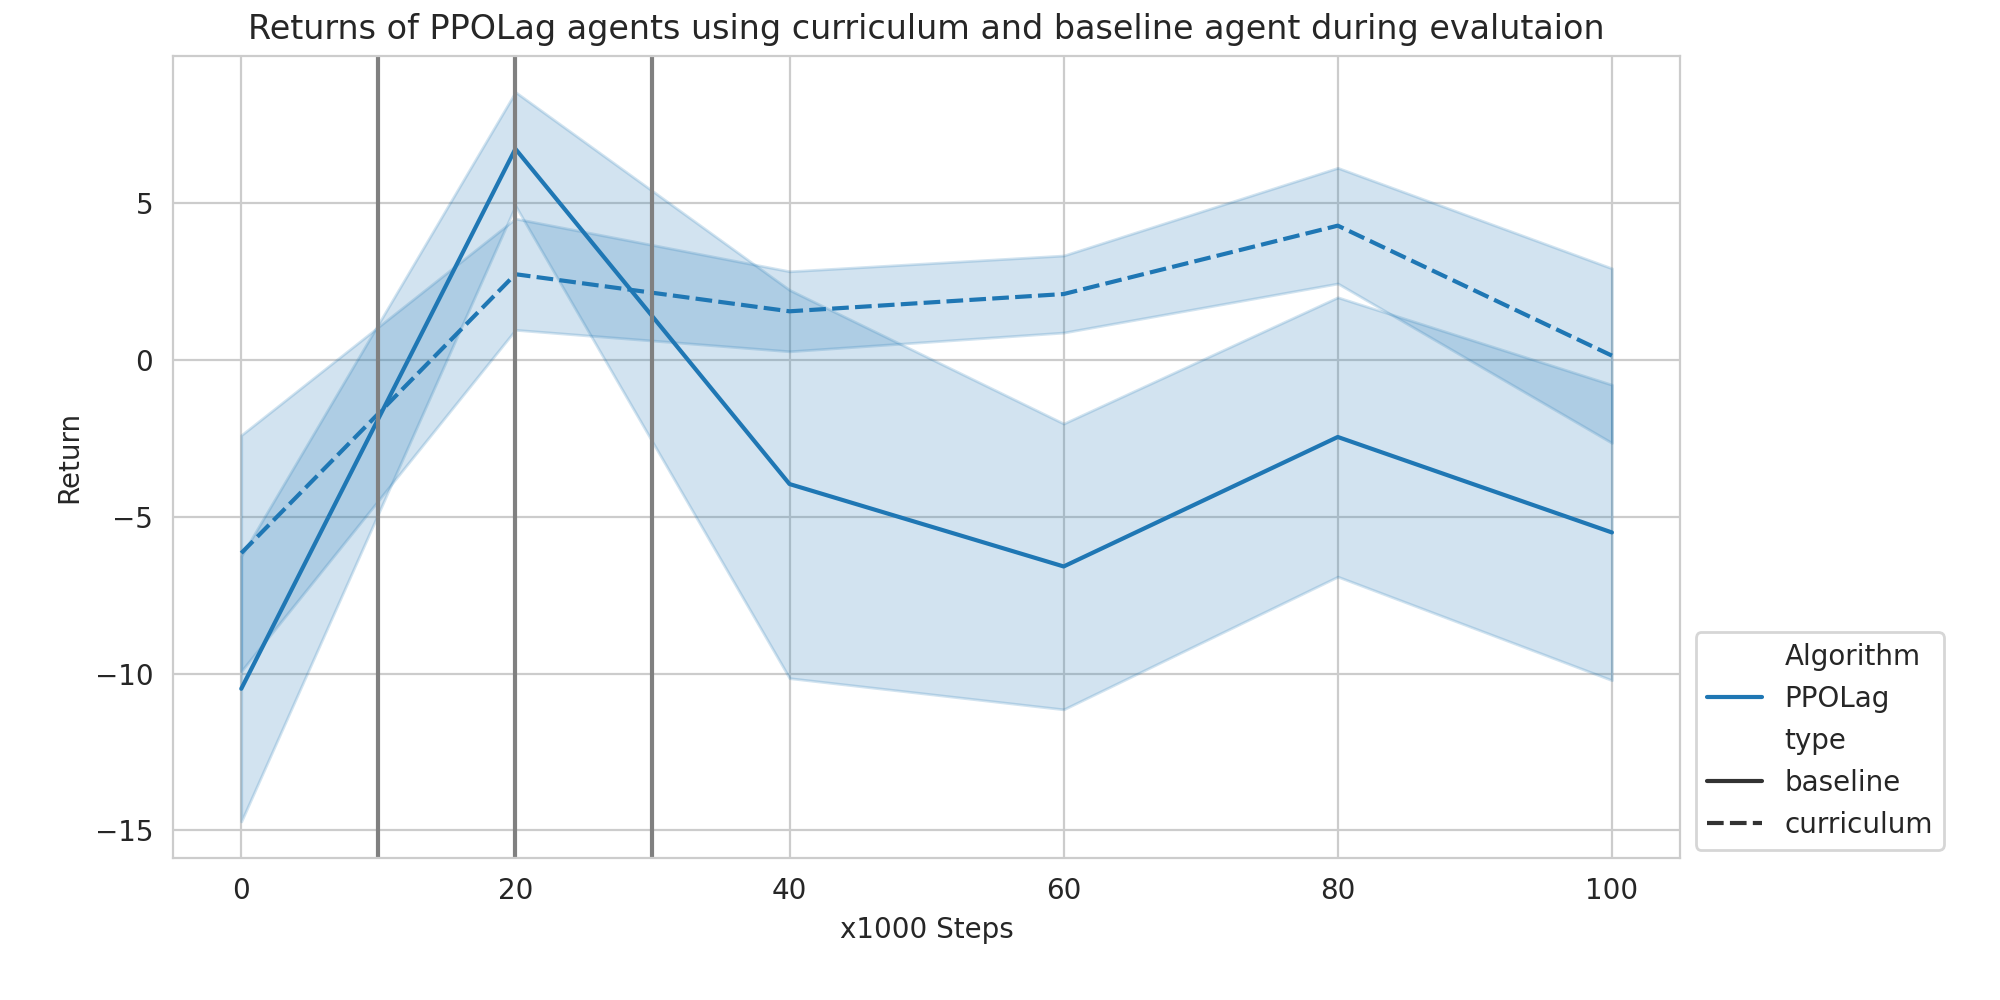 Returns of PPOLag agents using curriculum and baseline agent during evalutaion
5
0
−5
−10
−15
Return
0 20 40 60 80 100
x1000 Steps
Algorithm
PPOLag
type
baseline
curriculum